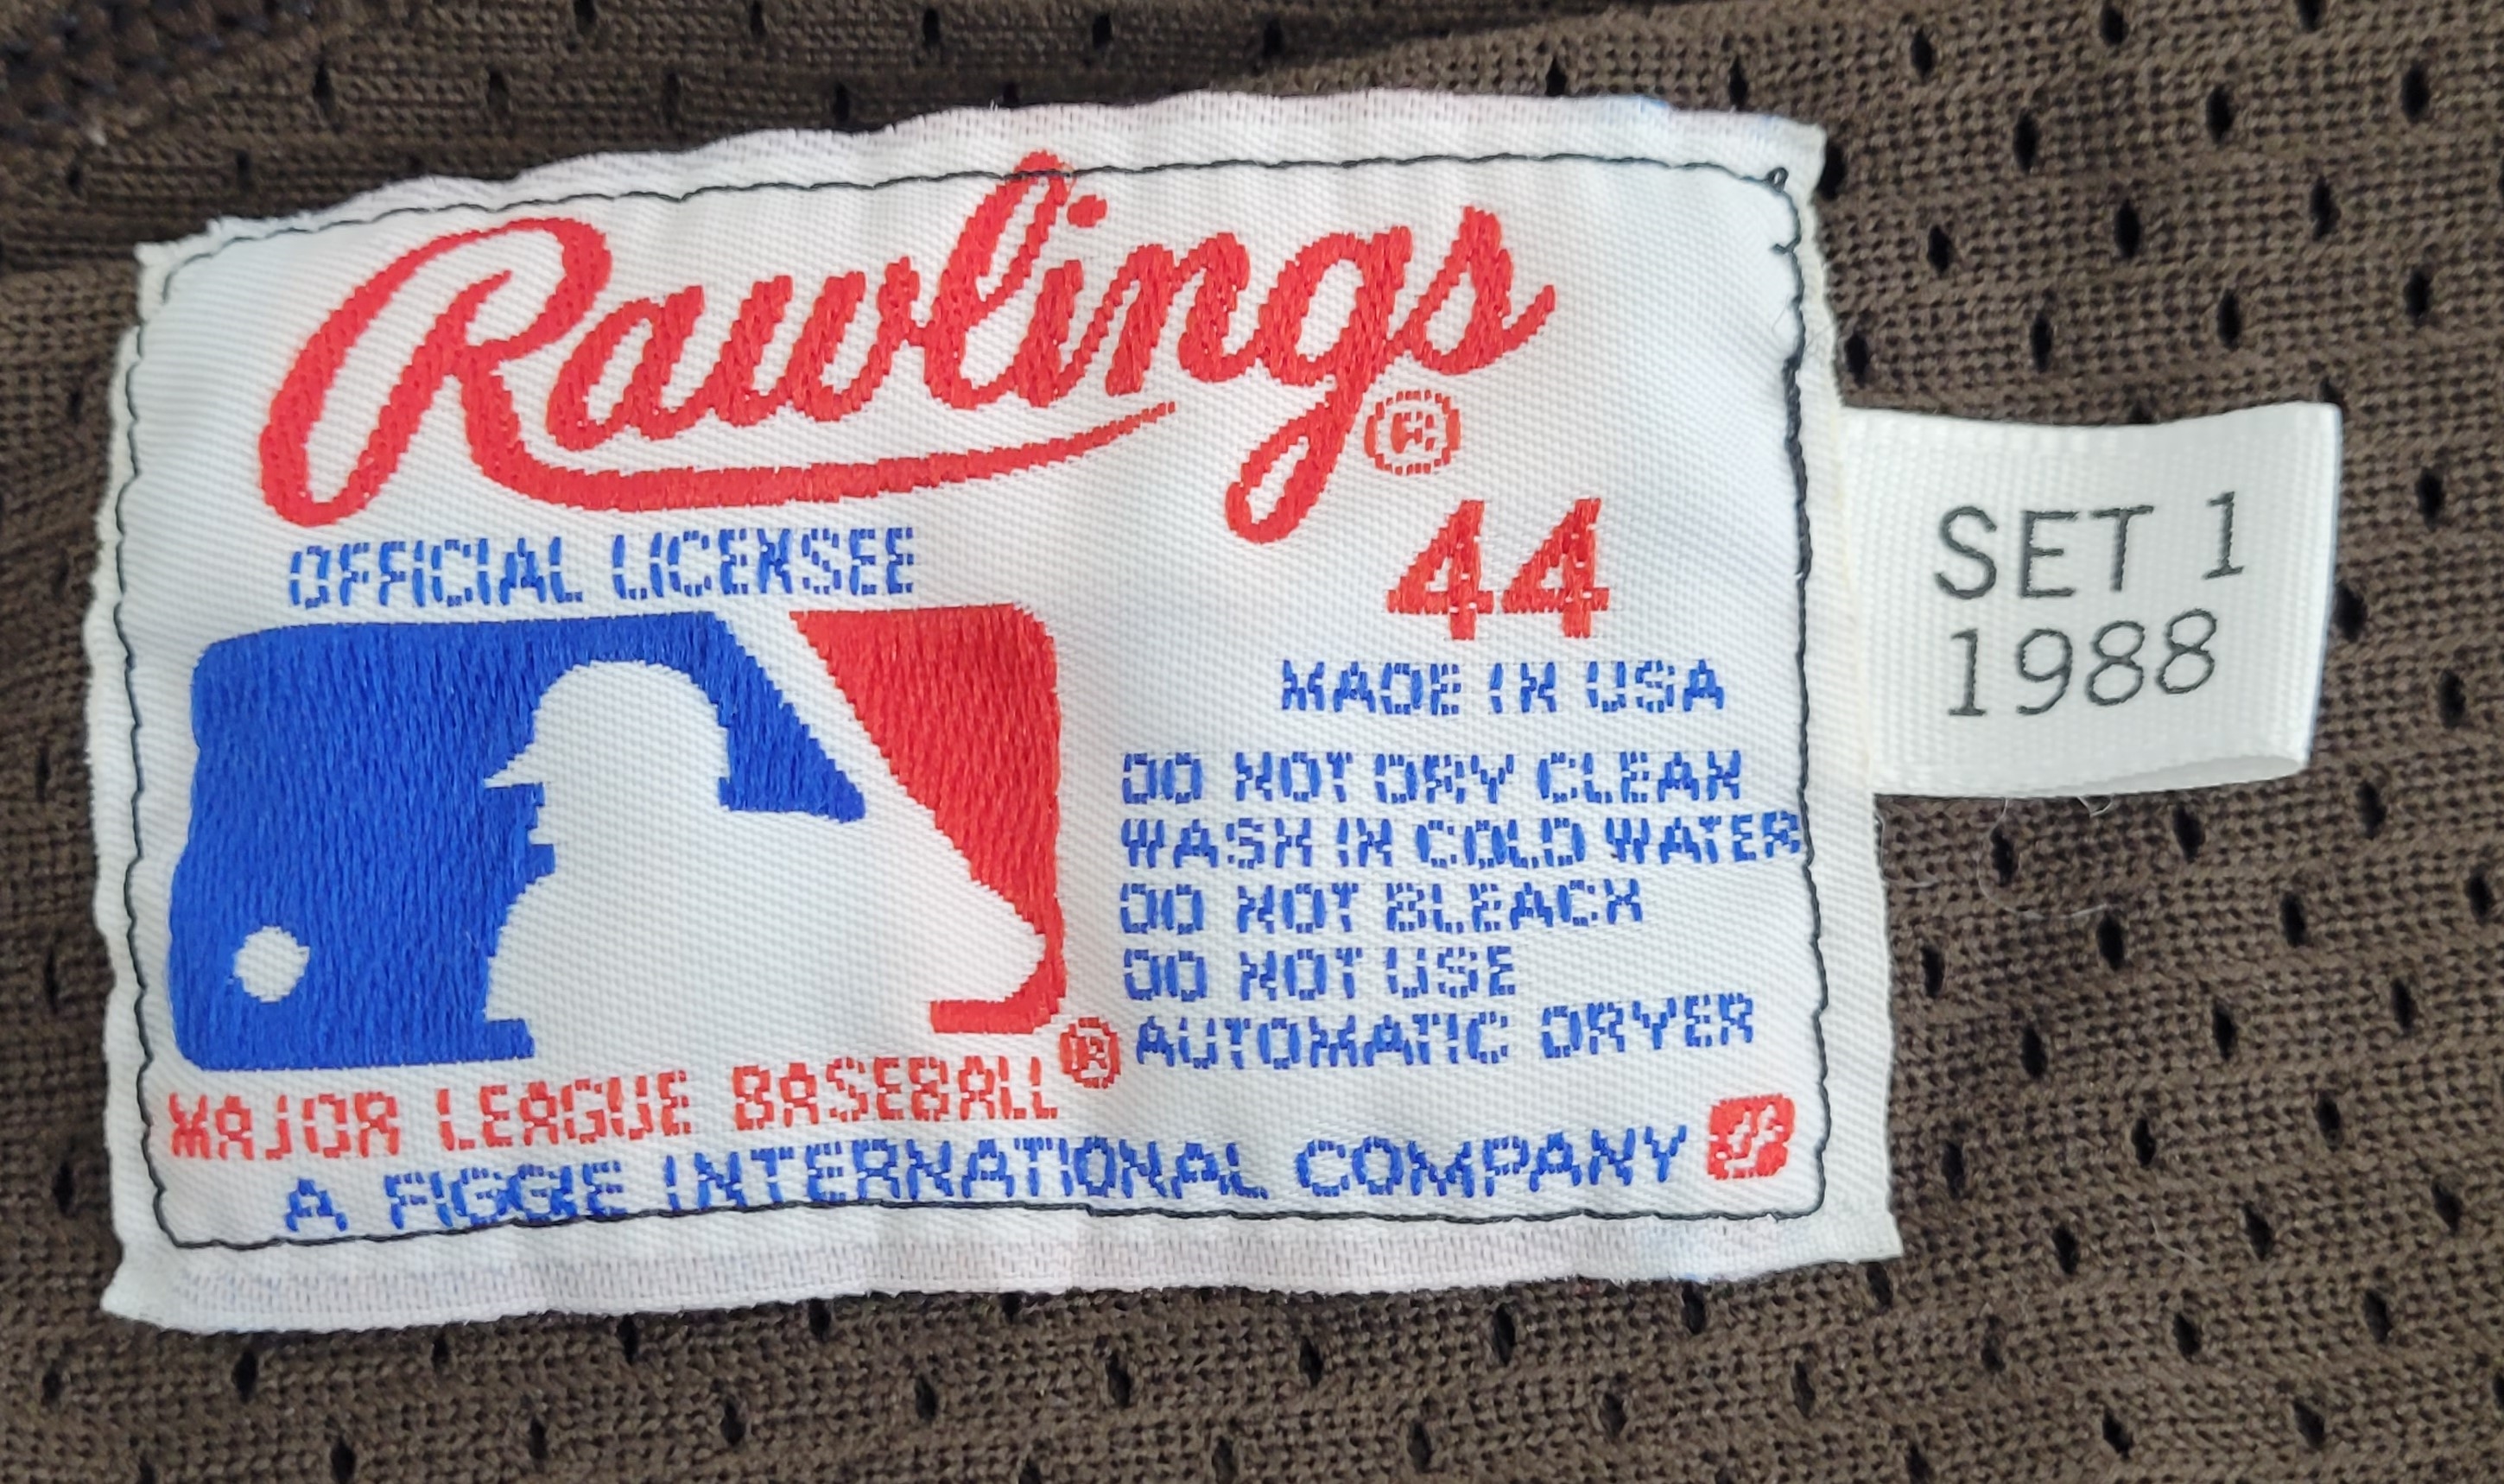 Rawlings ®
OFFICIAL LICENSEE
44
MADE IN USA
DO NOT DRY CLEAN
WASH IN COLD WATER
DO NOT BLEACH
DO NOT USE
AUTOMATIC DRYER
MAJOR LEAGUE BASEBALL ®
A FIGGIE INTERNATIONAL COMPANY
SET 1
1988